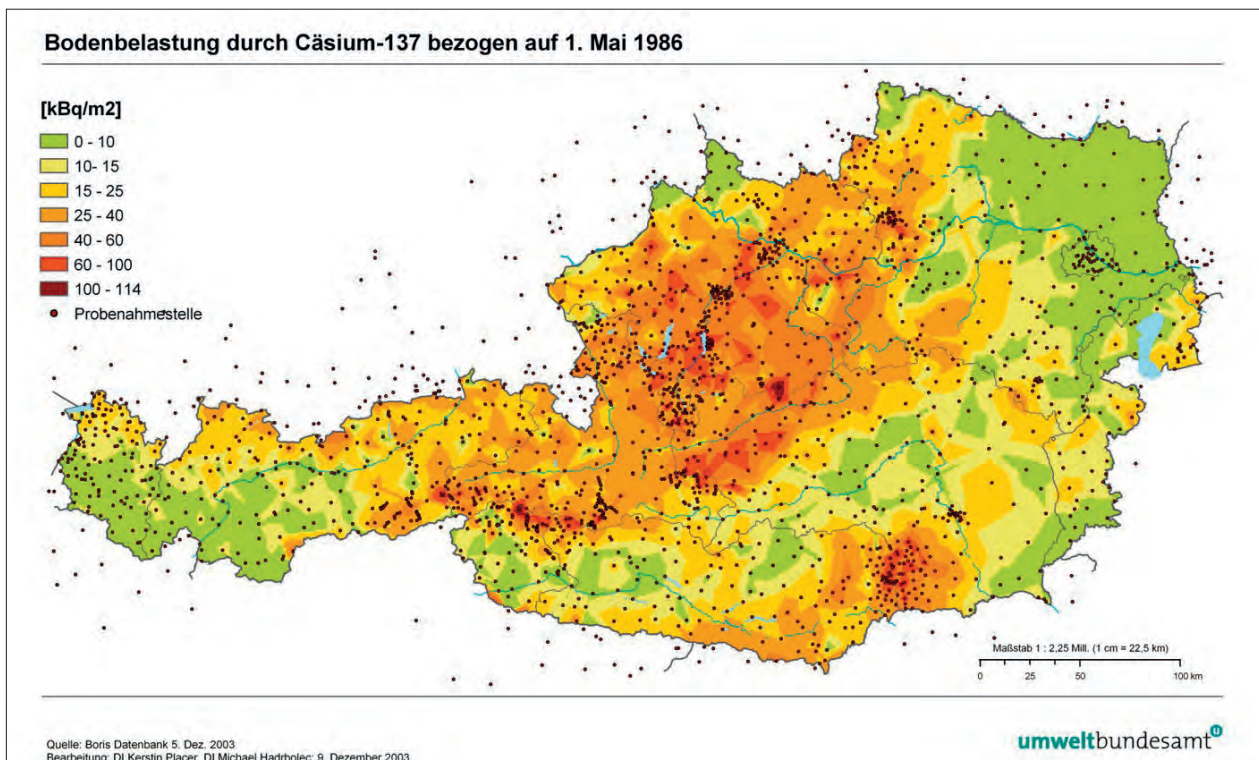 Bodenbelastung durch Cäsium-137 bezogen auf 1. Mai 1986
[kBq/m2]
0 - 10
10- 15
15 - 25
25 - 40
40 - 60
60 - 100
100 - 114
Probenahmestelle
Maßstab 1 : 2,25 Mill. (1 cm = 22,5 km)
0 25 50 100 km
Quelle: Boris Datenbank 5. Dez. 2003
Bearbeitung: DI Kerstin Placer, DI Michael Hadrbolec; 9. Dezember 2003
umweltbundesamt u